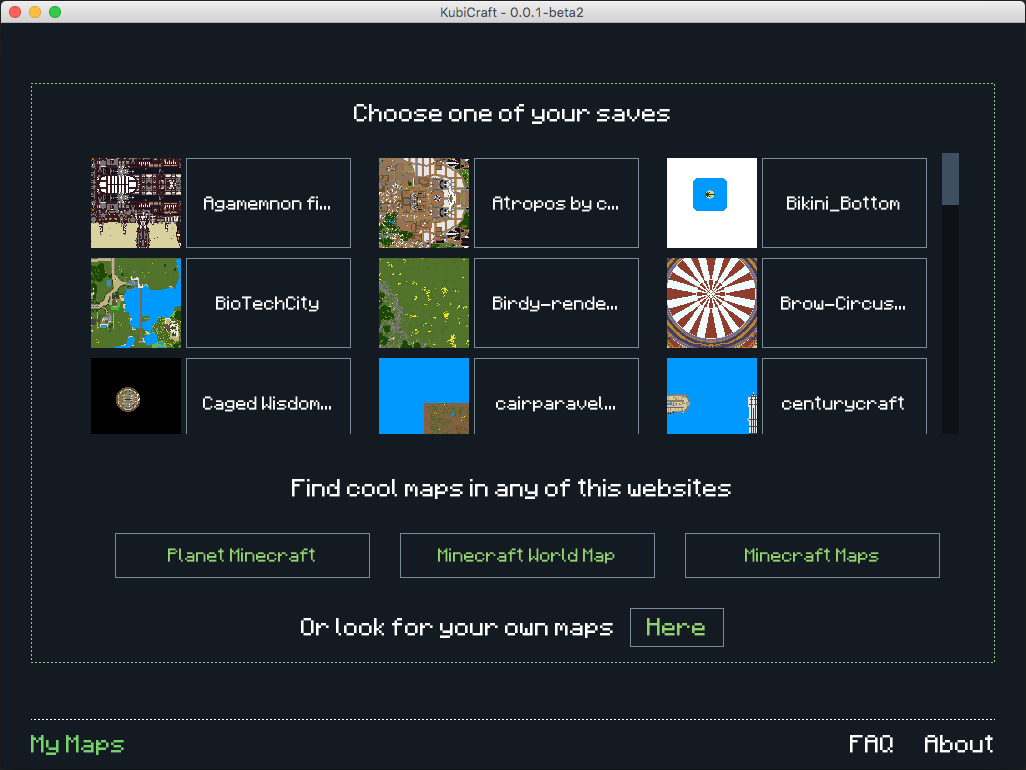 KubiCraft - 0.0.1-beta2
Choose one of your saves
Agamemnon fi...
Atropos by c...
Bikini_Bottom
BioTechCity
Birdy-rende...
Brow-Circus...
Caged Wisdom...
cairparavel...
centurycraft
Find cool maps in any of this websites
Planet Minecraft
Minecraft World Map
Minecraft Maps
Or look for your own maps Here
My Maps FAQ About